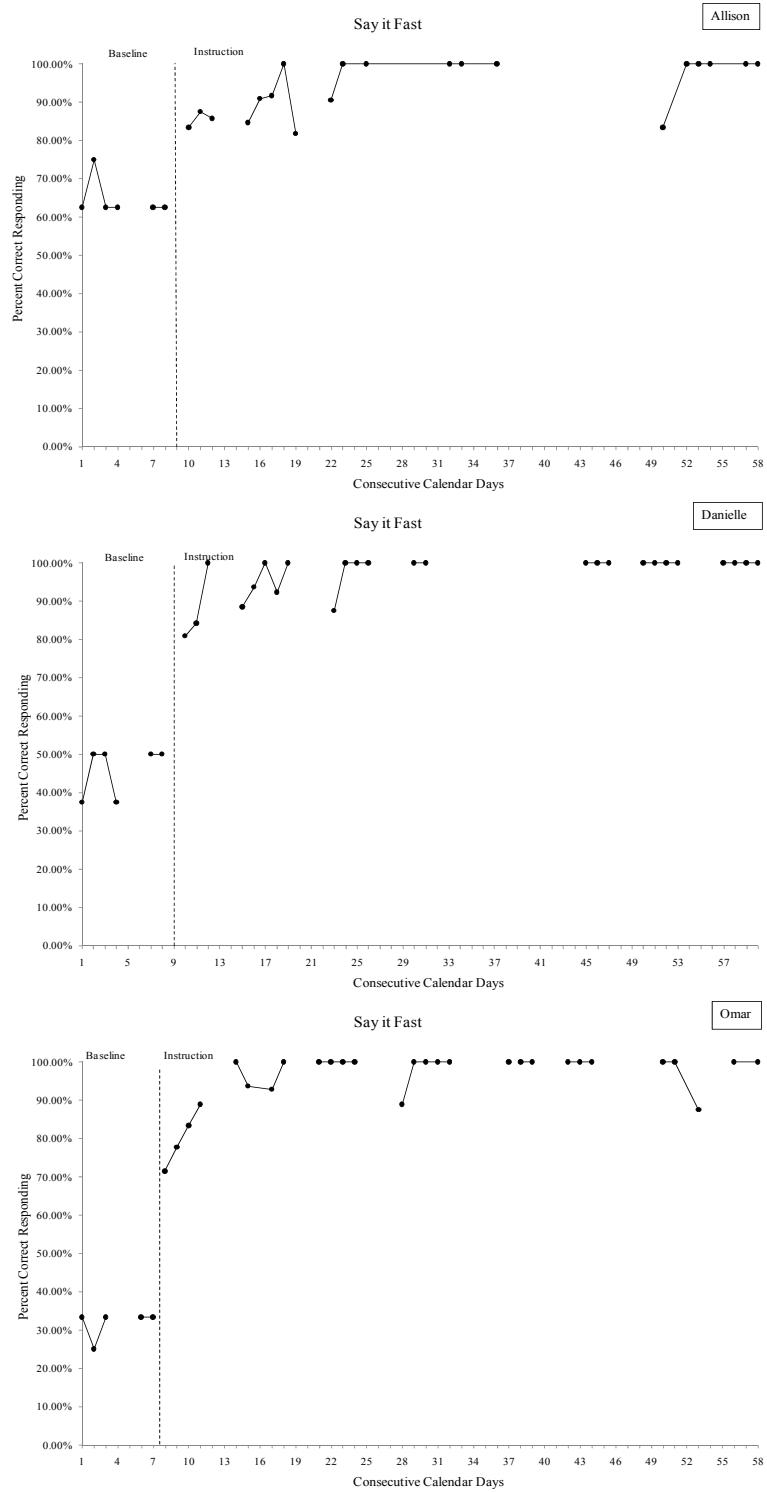 Allison
Say it Fast
Baseline Instruction
Percent Correct Responding
100.00%
90.00%
80.00%
70.00%
60.00%
50.00%
40.00%
30.00%
20.00%
10.00%
0.00%
1 4 7 10 13 16 19 22 25 28 31 34 37 40 43 46 49 52 55 58
Consecutive Calendar Days
Danielle
Say it Fast
Baseline Instruction
Percent Correct Responding
100.00%
90.00%
80.00%
70.00%
60.00%
50.00%
40.00%
30.00%
20.00%
10.00%
0.00%
1 5 9 13 17 21 25 29 33 37 41 45 49 53 57
Consecutive Calendar Days
Omar
Say it Fast
Baseline Instruction
Percent Correct Responding
100.00%
90.00%
80.00%
70.00%
60.00%
50.00%
40.00%
30.00%
20.00%
10.00%
0.00%
1 4 7 10 13 16 19 22 25 28 31 34 37 40 43 46 49 52 55 58
Consecutive Calendar Days